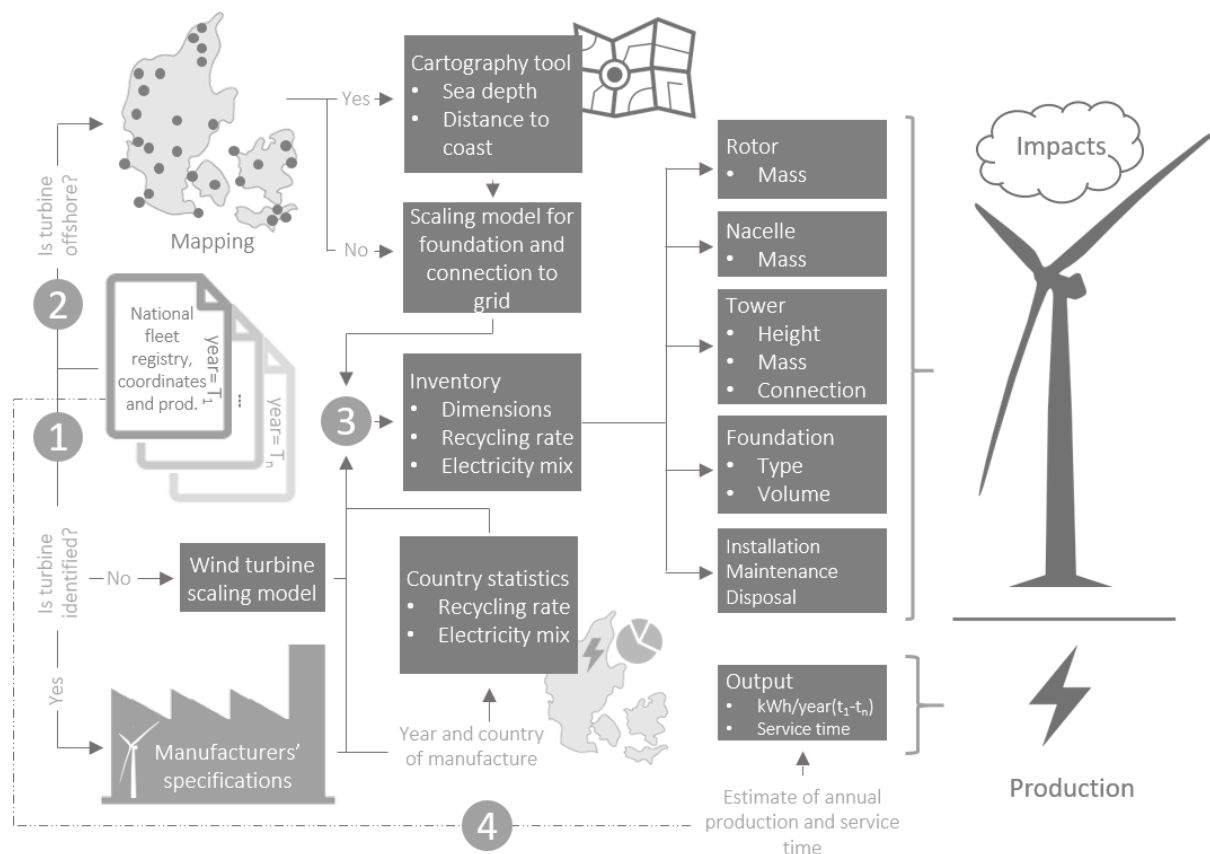 Is turbine
offshore?
2
Mapping
Yes
No
Cartography tool
• Sea depth
• Distance to
coast
Scaling model for
foundation and
connection to
grid
National
fleet
registry,
coordinates
and prod.
year= T₁
...
year= Tₙ
1
Is turbine
identified?
No
Yes
Wind turbine
scaling model
Manufacturers'
specifications
3
Inventory
• Dimensions
• Recycling rate
• Electricity mix
Country statistics
• Recycling rate
• Electricity mix
Year and country
of manufacture
Rotor
• Mass
Nacelle
• Mass
Tower
• Height
• Mass
• Connection
Foundation
• Type
• Volume
Installation
Maintenance
Disposal
Impacts
Output
• kWh/year(t₁-tₙ)
• Service time
Production
4
Estimate of annual
production and service
time